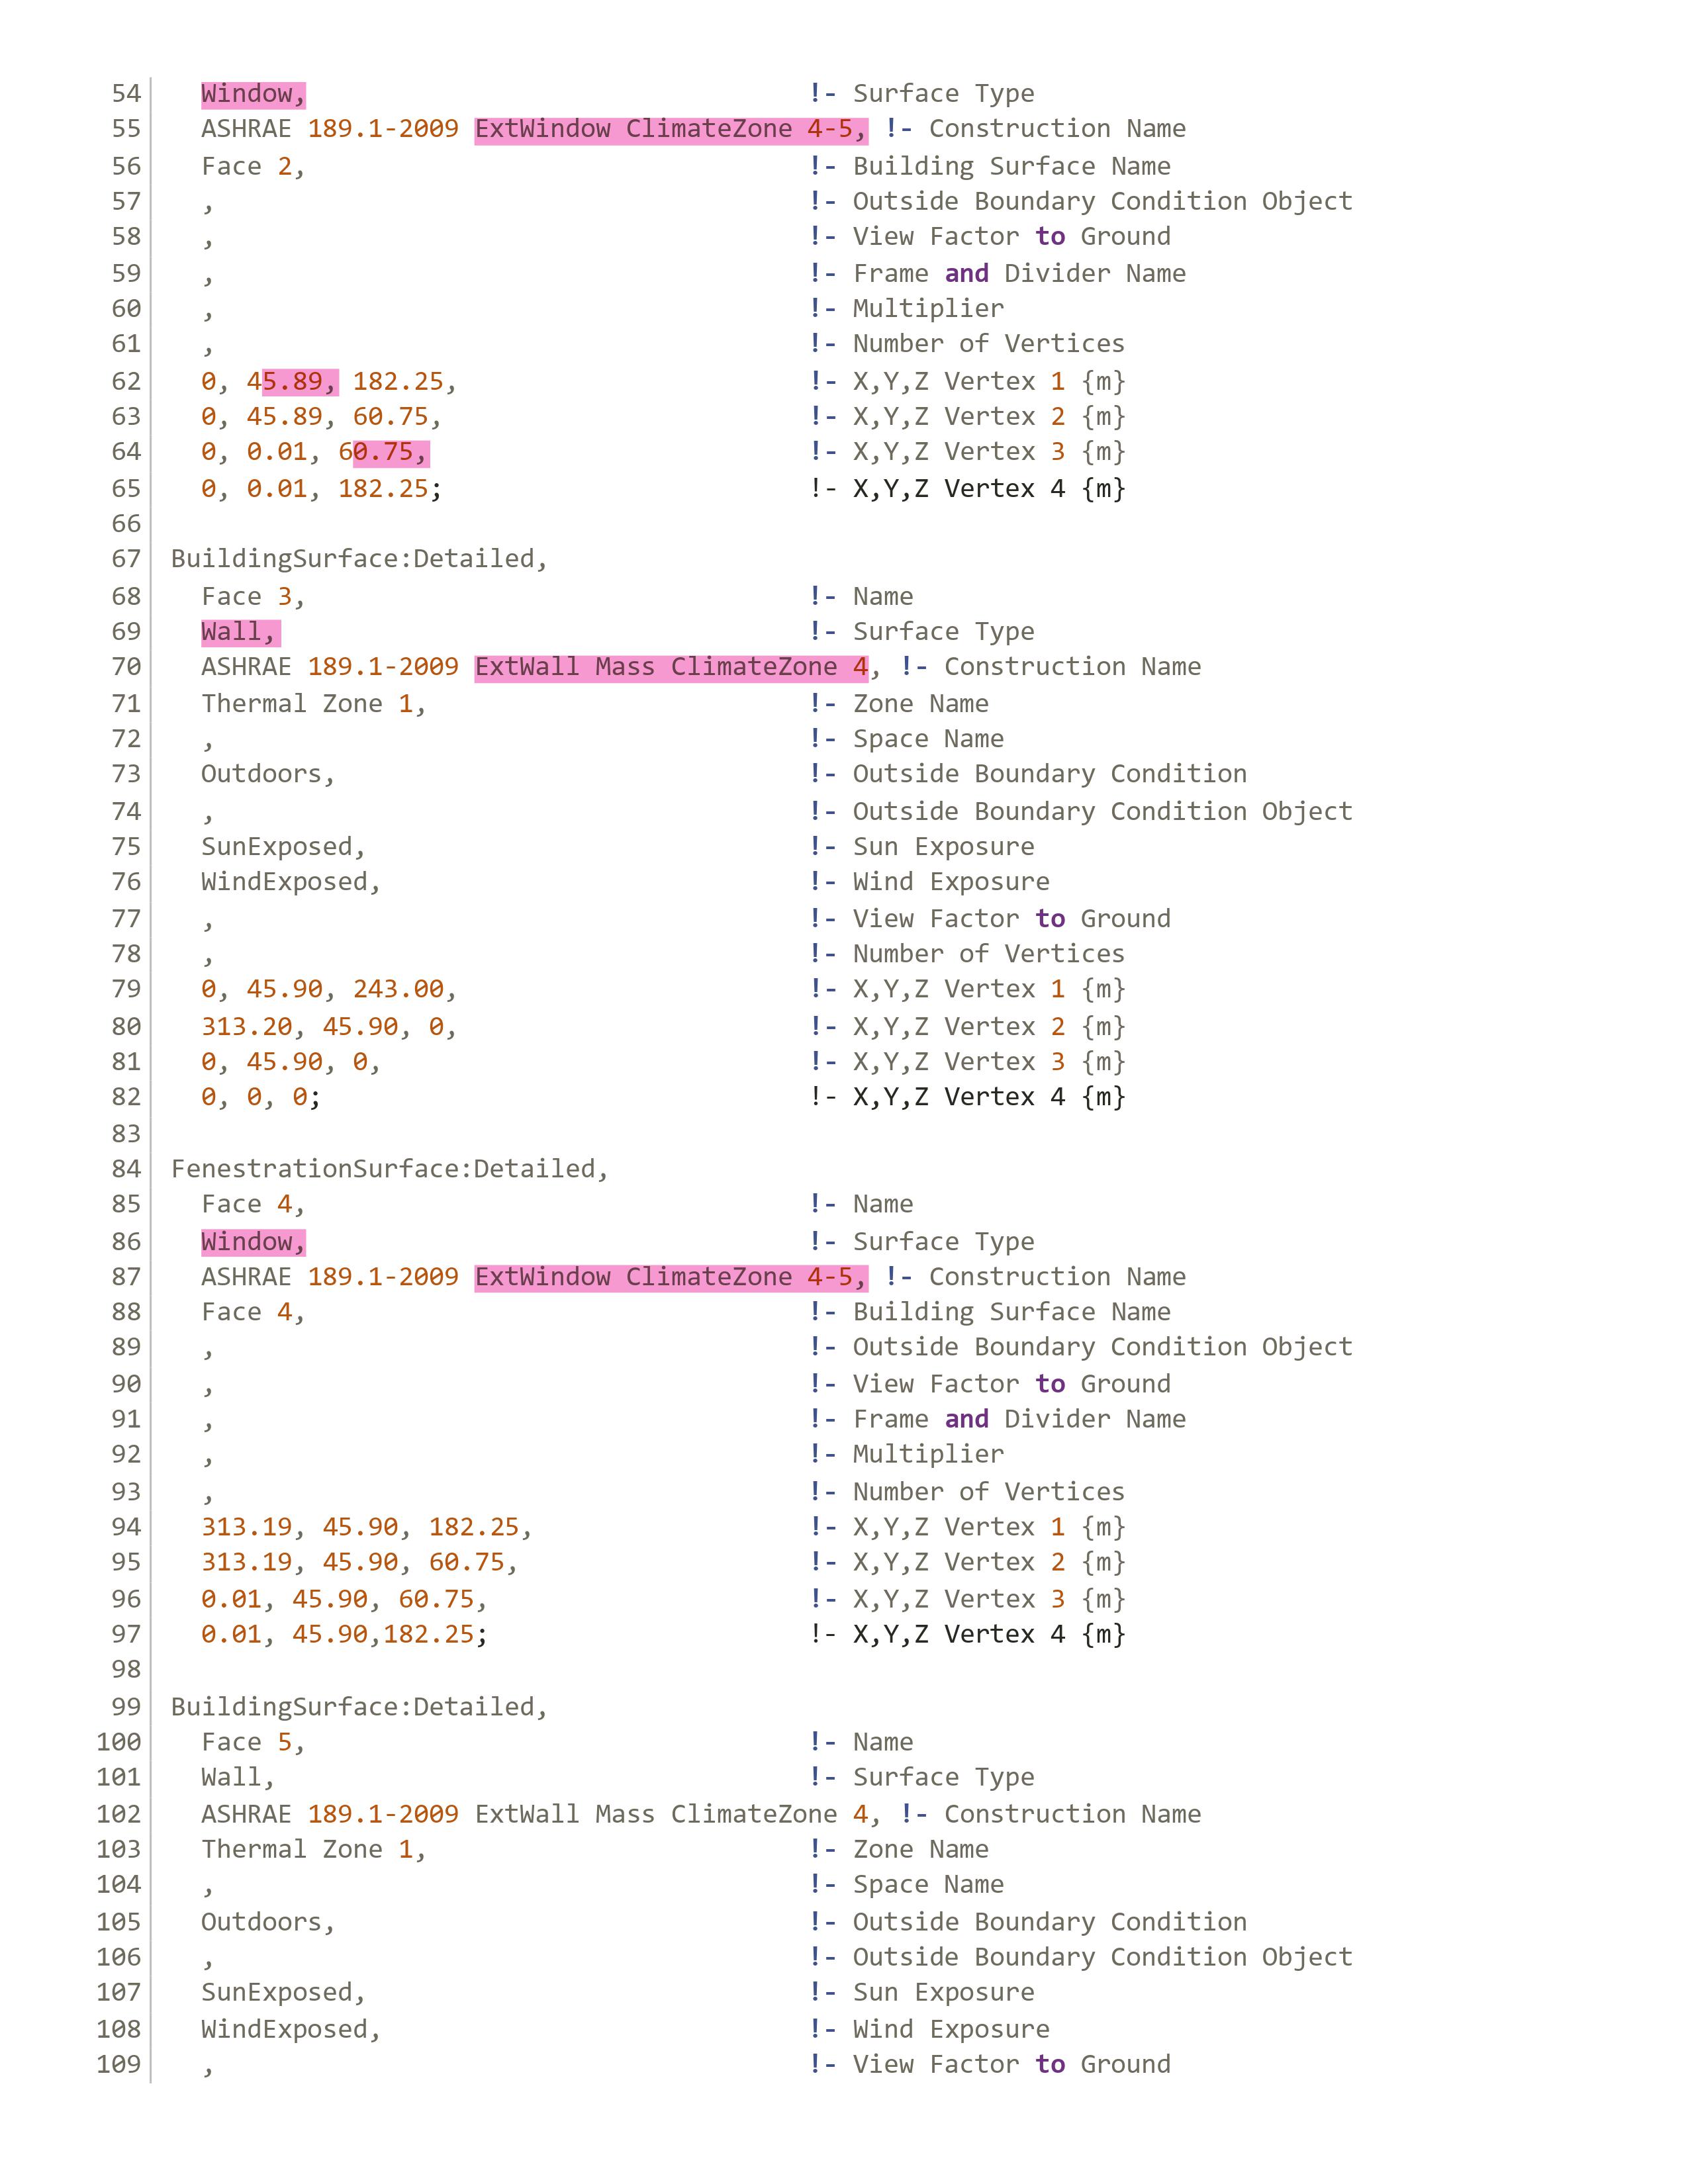 54 Window, !- Surface Type
55 ASHRAE 189.1-2009 ExtWindow ClimateZone 4-5, !- Construction Name
56 Face 2, !- Building Surface Name
57 , !- Outside Boundary Condition Object
58 , !- View Factor to Ground
59 , !- Frame and Divider Name
60 , !- Multiplier
61 , !- Number of Vertices
62 0, 45.89, 182.25, !- X,Y,Z Vertex 1 {m}
63 0, 45.89, 60.75, !- X,Y,Z Vertex 2 {m}
64 0, 0.01, 60.75, !- X,Y,Z Vertex 3 {m}
65 0, 0.01, 182.25; !- X,Y,Z Vertex 4 {m}
66
67 BuildingSurface:Detailed,
68 Face 3, !- Name
69 Wall, !- Surface Type
70 ASHRAE 189.1-2009 ExtWall Mass ClimateZone 4, !- Construction Name
71 Thermal Zone 1, !- Zone Name
72 , !- Space Name
73 Outdoors, !- Outside Boundary Condition
74 , !- Outside Boundary Condition Object
75 SunExposed, !- Sun Exposure
76 WindExposed, !- Wind Exposure
77 , !- View Factor to Ground
78 , !- Number of Vertices
79 0, 45.90, 243.00, !- X,Y,Z Vertex 1 {m}
80 313.20, 45.90, 0, !- X,Y,Z Vertex 2 {m}
81 0, 45.90, 0, !- X,Y,Z Vertex 3 {m}
82 0, 0, 0; !- X,Y,Z Vertex 4 {m}
83
84 FenestrationSurface:Detailed,
85 Face 4, !- Name
86 Window, !- Surface Type
87 ASHRAE 189.1-2009 ExtWindow ClimateZone 4-5, !- Construction Name
88 Face 4, !- Building Surface Name
89 , !- Outside Boundary Condition Object
90 , !- View Factor to Ground
91 , !- Frame and Divider Name
92 , !- Multiplier
93 , !- Number of Vertices
94 313.19, 45.90, 182.25, !- X,Y,Z Vertex 1 {m}
95 313.19, 45.90, 60.75, !- X,Y,Z Vertex 2 {m}
96 0.01, 45.90, 60.75, !- X,Y,Z Vertex 3 {m}
97 0.01, 45.90,182.25; !- X,Y,Z Vertex 4 {m}
98
99 BuildingSurface:Detailed,
100 Face 5, !- Name
101 Wall, !- Surface Type
102 ASHRAE 189.1-2009 ExtWall Mass ClimateZone 4, !- Construction Name
103 Thermal Zone 1, !- Zone Name
104 , !- Space Name
105 Outdoors, !- Outside Boundary Condition
106 , !- Outside Boundary Condition Object
107 SunExposed, !- Sun Exposure
108 WindExposed, !- Wind Exposure
109 , !- View Factor to Ground